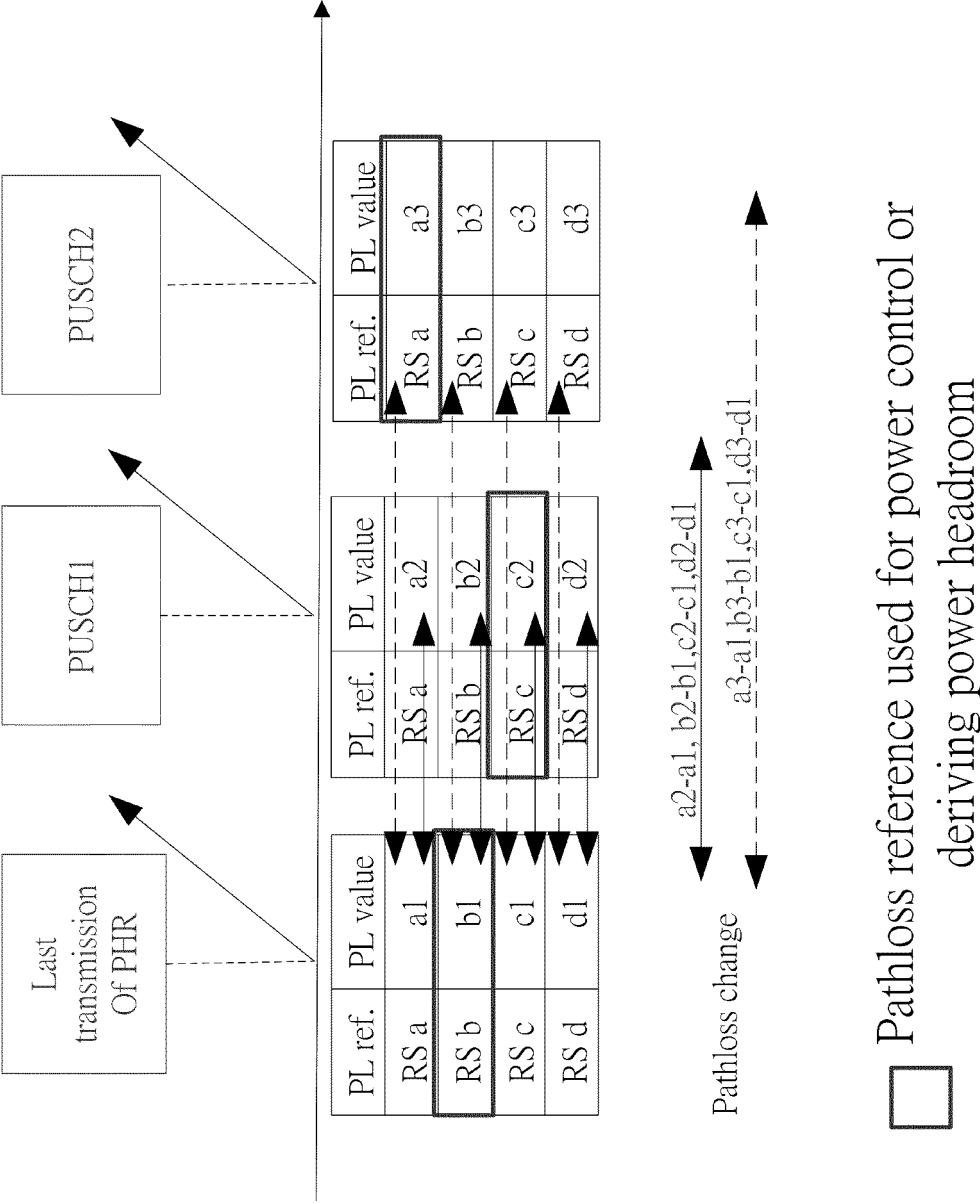 Last
transmission
Of PHR
PUSCH1
PUSCH2
PL ref. PL value
RS a a1
RS b b1
RS c c1
RS d d1
PL ref. PL value
RS a a2
RS b b2
RS c c2
RS d d2
PL ref. PL value
RS a a3
RS b b3
RS c c3
RS d d3
Pathloss change
a2-a1, b2-b1,c2-c1,d2-d1
a3-a1,b3-b1,c3-c1,d3-d1
Pathloss reference used for power control or
deriving power headroom